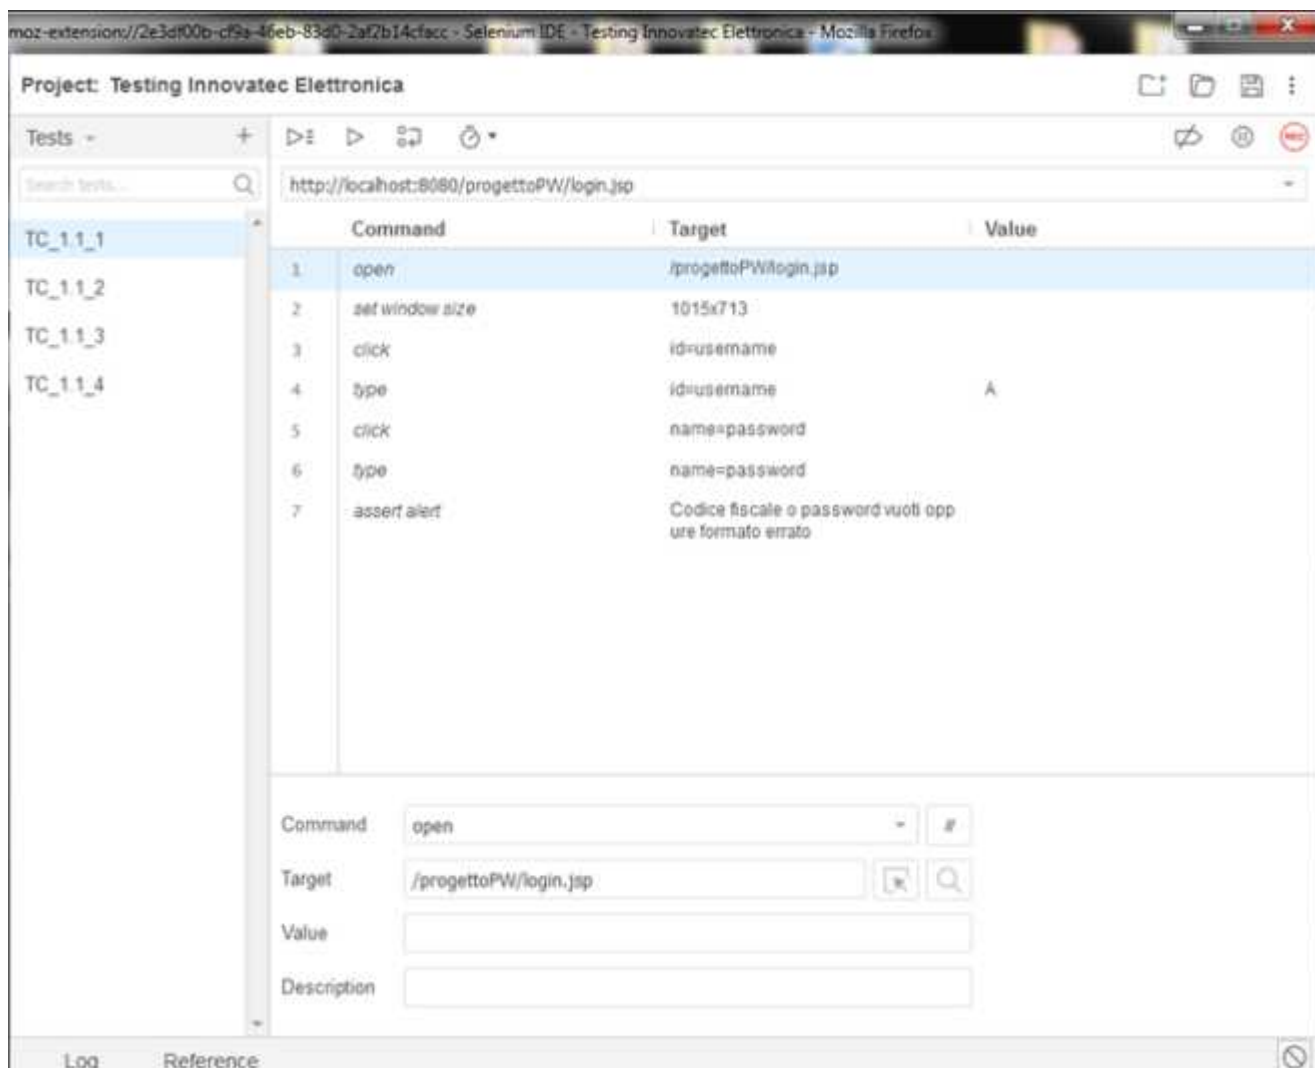 moz-extension://2e3df00b-cf9a-46eb-83d0-2af2b14cfacc - Selenium IDE - Testing Innovatec Elettronica - Mozilla Firefox
Project: Testing Innovatec Elettronica
Tests
Search tests...
http://localhost:8080/progettoPW/login.jsp
Command Target Value
TC_1.1_1
TC_1.1_2
TC_1.1_3
TC_1.1_4
1 open /progettoPW/login.jsp
2 set window size 1015x713
3 click id=username
4 type id=username A
5 click name=password
6 type name=password
7 assert alert Codice fiscale o password vuoti opp
ure formato errato
Command open //
Target /progettoPW/login.jsp
Value
Description
Log Reference
REC